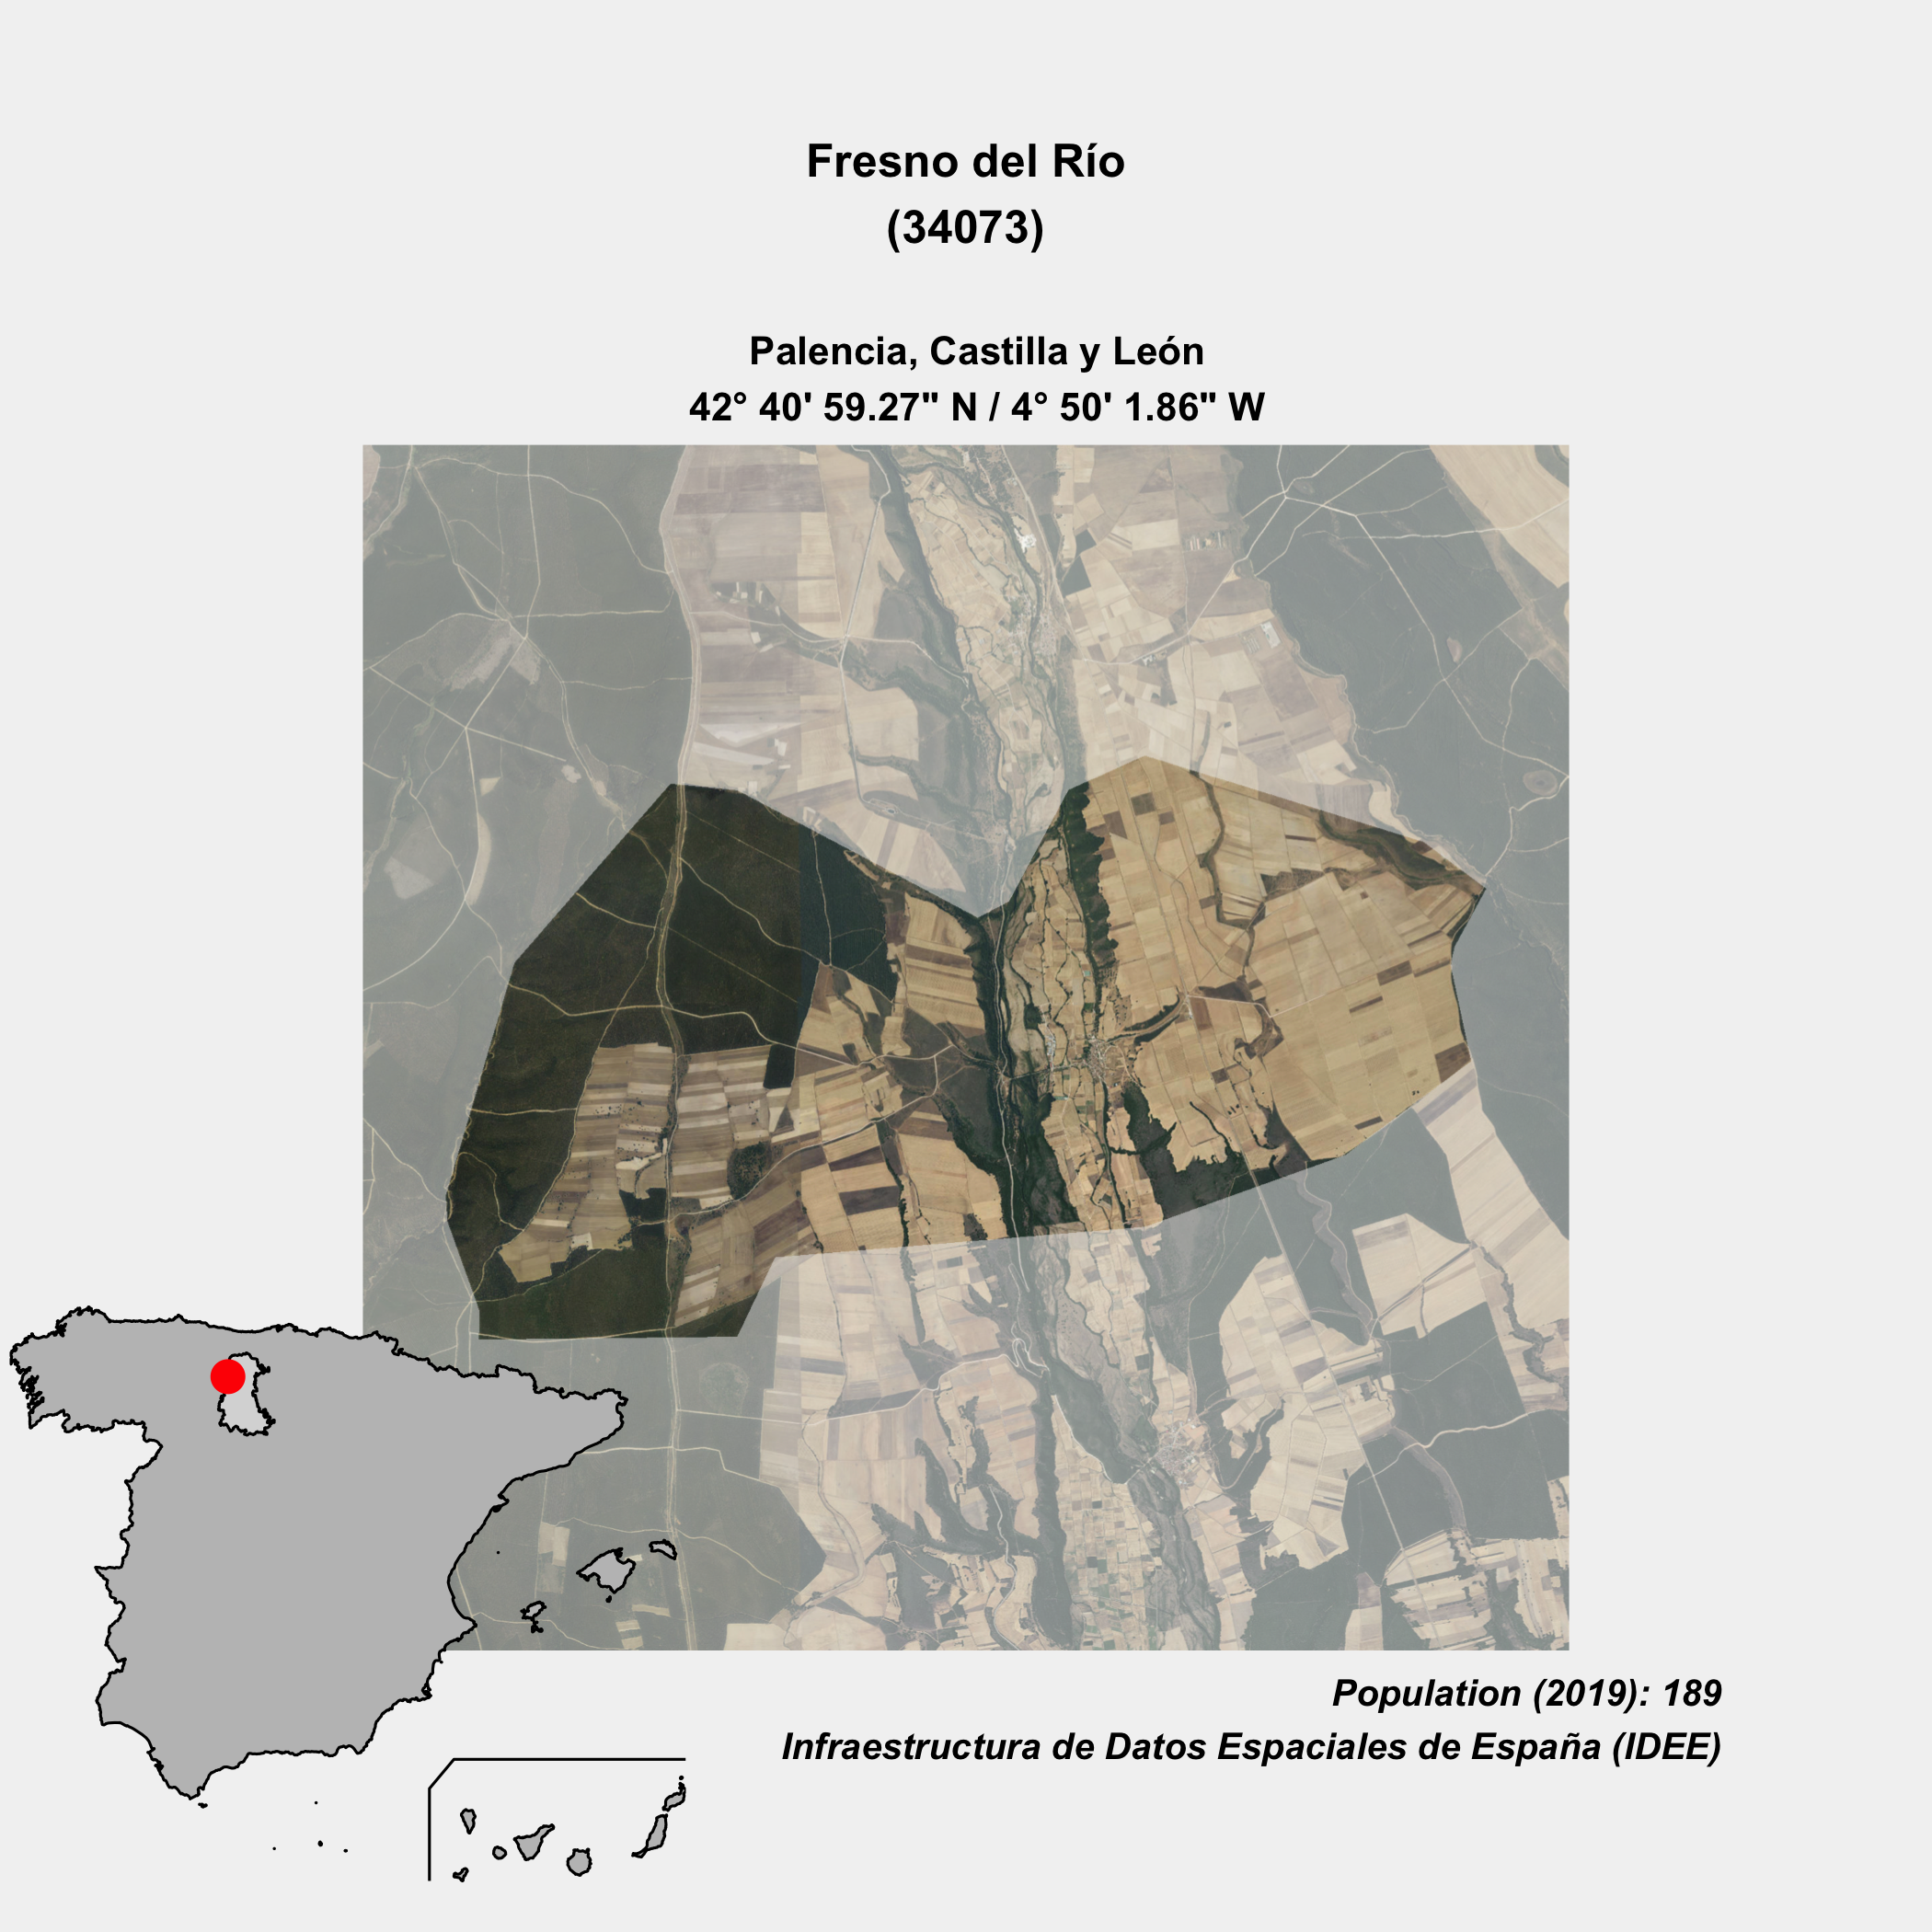 Fresno del Río
(34073)
Palencia, Castilla y León
42° 40' 59.27" N / 4° 50' 1.86" W
Population (2019): 189
Infraestructura de Datos Espaciales de España (IDEE)